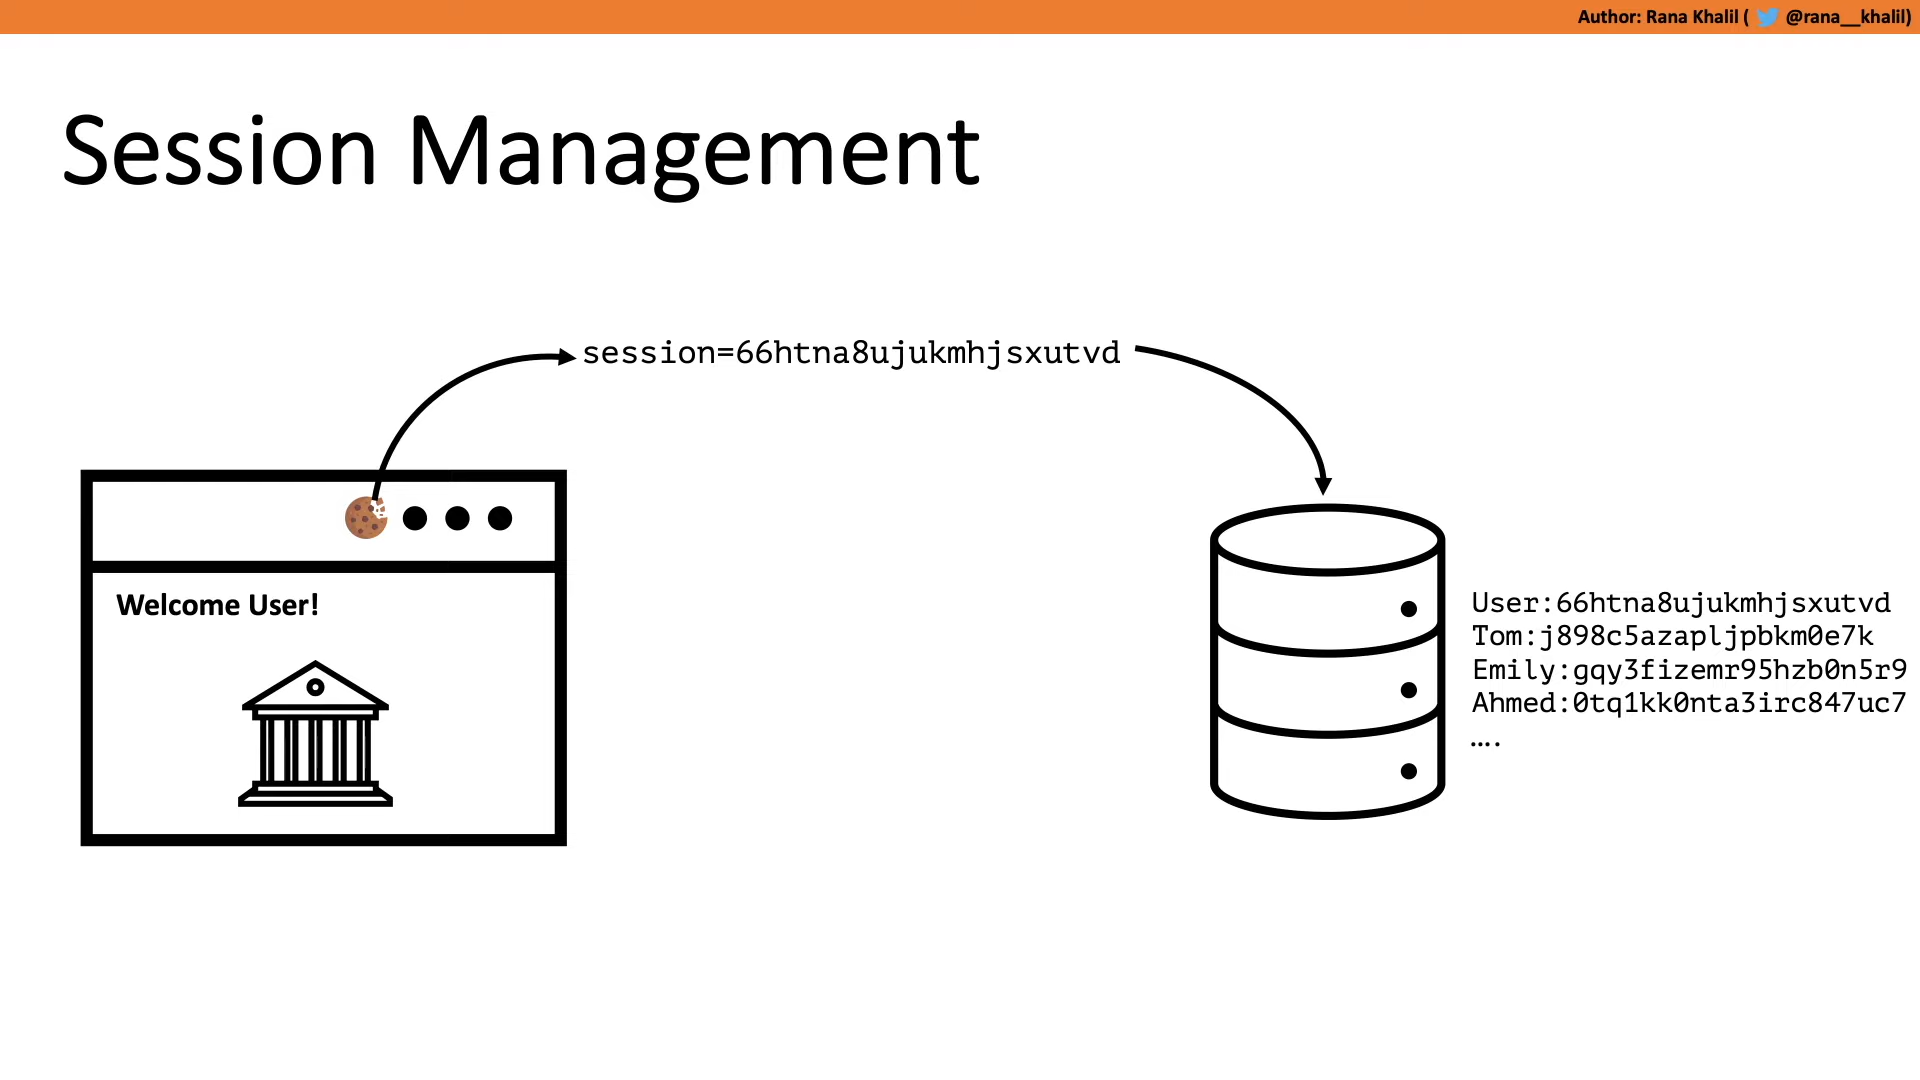 Author: Rana Khalil ( @rana__khalil)
Session Management
session=66htna8ujukmhjsxutvd
Welcome User!
User:66htna8ujukmhjsxutvd
Tom:j898c5azapljpbkm0e7k
Emily:gqy3fizemr95hzb0n5r9
Ahmed:0tq1kk0nta3irc847uc7
….